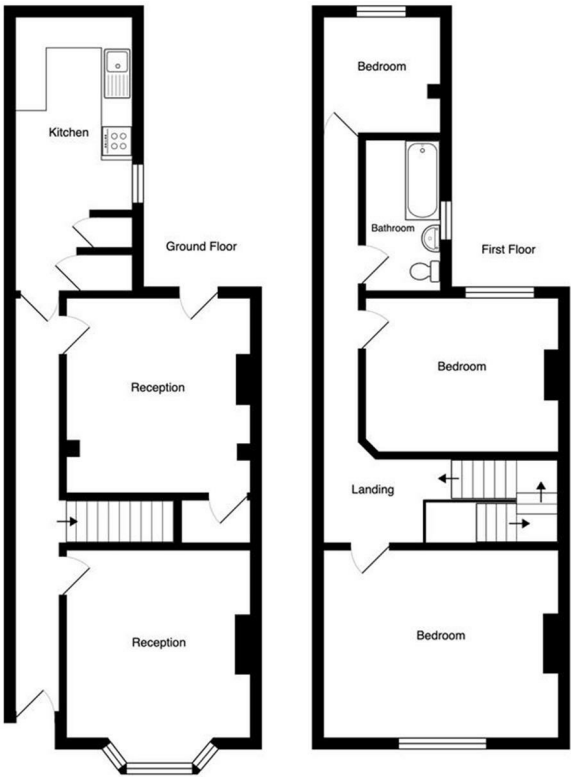 Kitchen
Ground Floor
Reception
Reception
Bedroom
Bathroom
First Floor
Bedroom
Landing
Bedroom